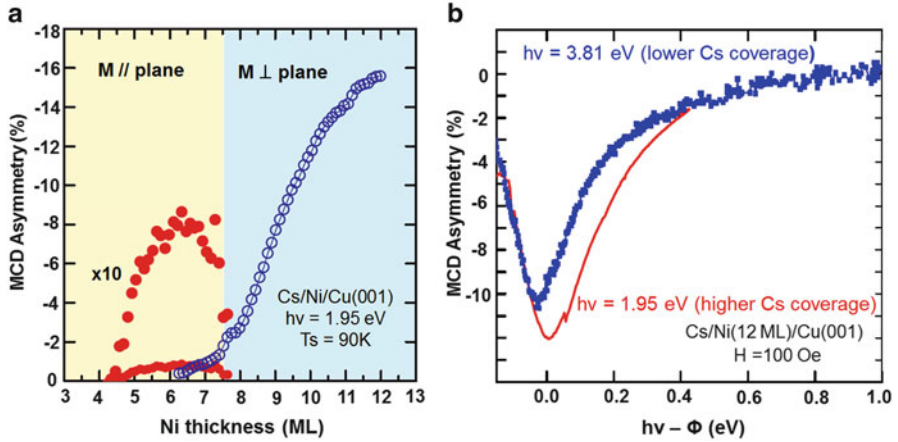 a
-18
-16
-14
-12
-10
-8
-6
-4
-2
0
MCD Asymmetry (%)
M // plane
M ⊥ plane
x10
Cs/Ni/Cu(001)
hν = 1.95 eV
Ts = 90K
3 4 5 6 7 8 9 10 11 12 13
Ni thickness (ML)
b
0
-2
-4
-6
-8
-10
MCD Asymmetry (%)
hν = 3.81 eV (lower Cs coverage)
hν = 1.95 eV (higher Cs coverage)
Cs/Ni(12 ML)/Cu(001)
H =100 Oe
0.0 0.2 0.4 0.6 0.8 1.0
hν – Φ (eV)